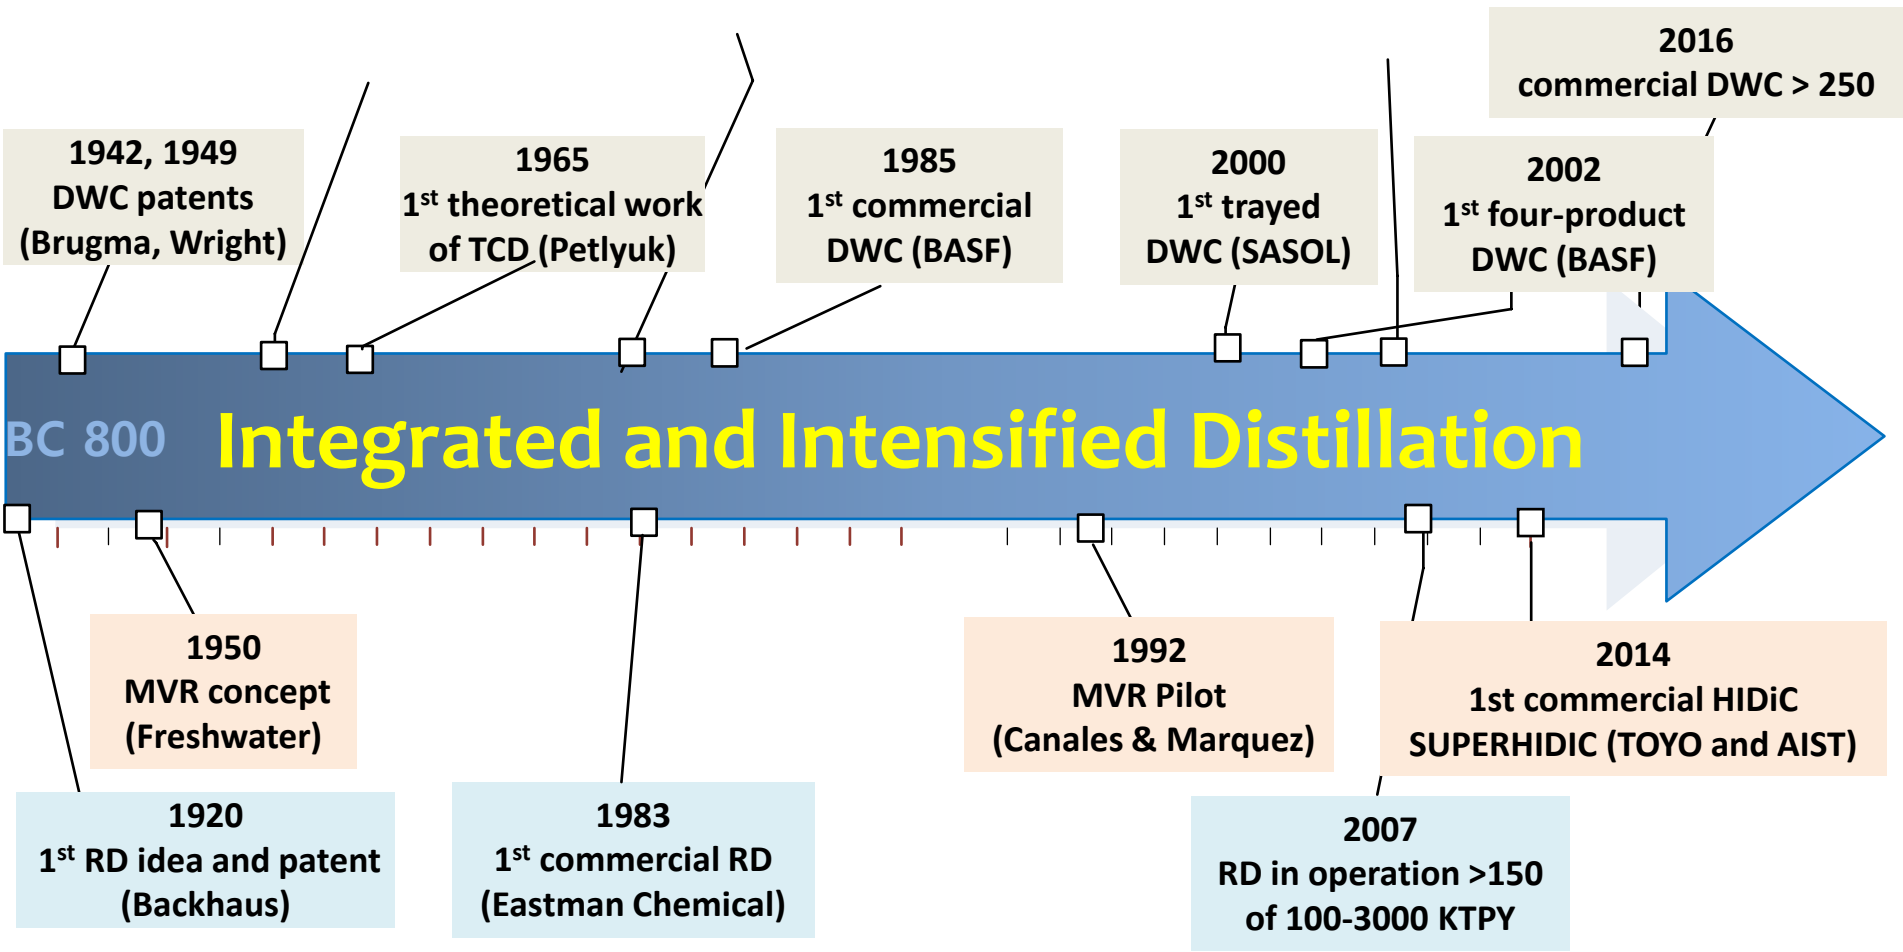 2016
commercial DWC > 250
1942, 1949
DWC patents
(Brugma, Wright)
1965
1st theoretical work
of TCD (Petlyuk)
1985
1st commercial
DWC (BASF)
2000
1st trayed
DWC (SASOL)
2002
1st four-product
DWC (BASF)
BC 800
Integrated and Intensified Distillation
1950
MVR concept
(Freshwater)
1992
MVR Pilot
(Canales & Marquez)
2014
1st commercial HIDiC
SUPERHIDIC (TOYO and AIST)
1920
1st RD idea and patent
(Backhaus)
1983
1st commercial RD
(Eastman Chemical)
2007
RD in operation >150
of 100-3000 KTPY